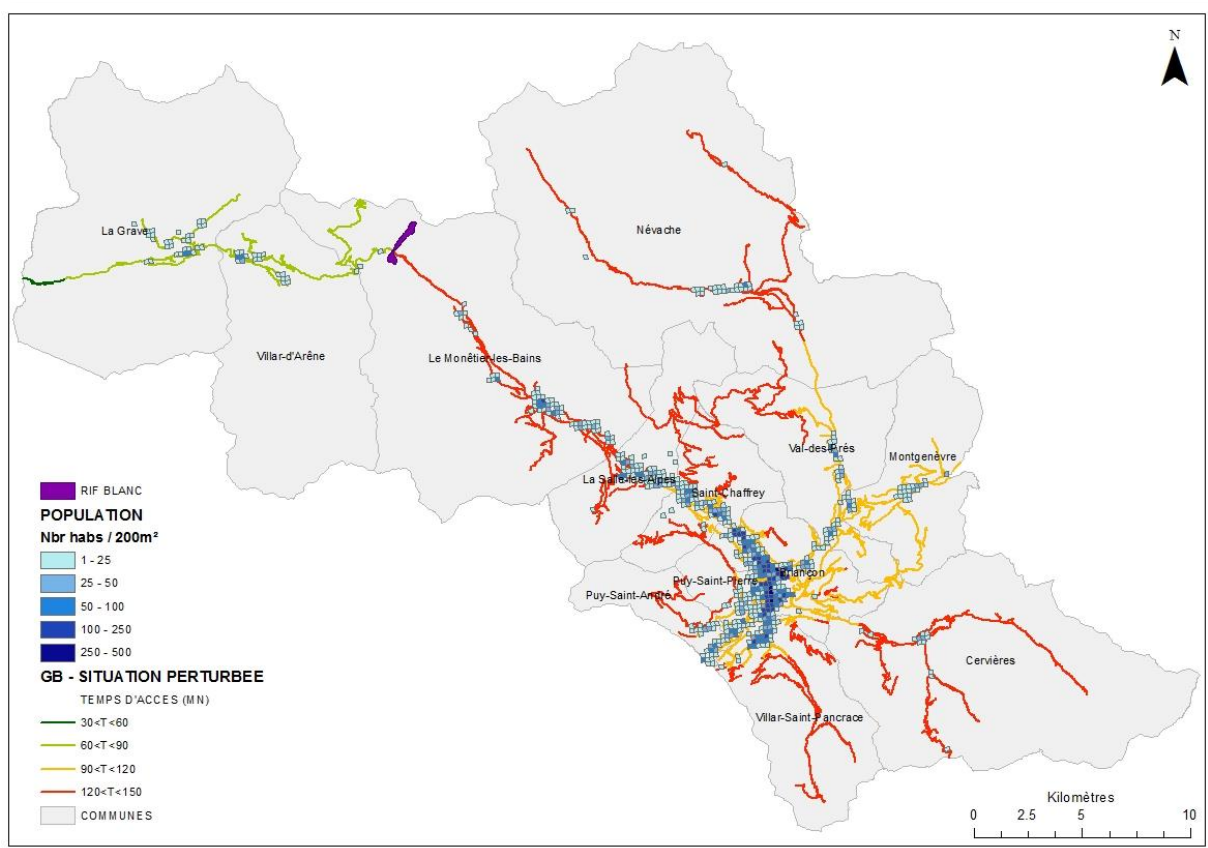 N
La Grave
Névache
Villar-d'Arêne
Le Monêtier-les-Bains
Val-des-Prés
Montgenèvre
La Salle-les-Alpes
Saint-Chaffrey
Briançon
Puy-Saint-Pierre
Puy-Saint-André
Cervières
Villar-Saint-Pancrace
RIF BLANC
POPULATION
Nbr habs / 200m²
1 - 25
25 - 50
50 - 100
100 - 250
250 - 500
GB - SITUATION PERTURBEE
TEMPS D'ACCES (MN)
30<T<60
60<T<90
90<T<120
120<T<150
COMMUNES
Kilomètres
0 2.5 5 10